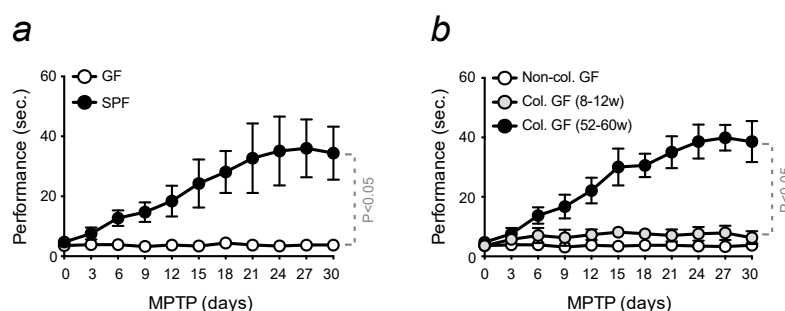 a
GF
SPF
Performance (sec.)
60
40
20
0
0 3 6 9 12 15 18 21 24 27 30
MPTP (days)
P<0.05
b
Non-col. GF
Col. GF (8-12w)
Col. GF (52-60w)
Performance (sec.)
60
40
20
0
0 3 6 9 12 15 18 21 24 27 30
MPTP (days)
P<0.05